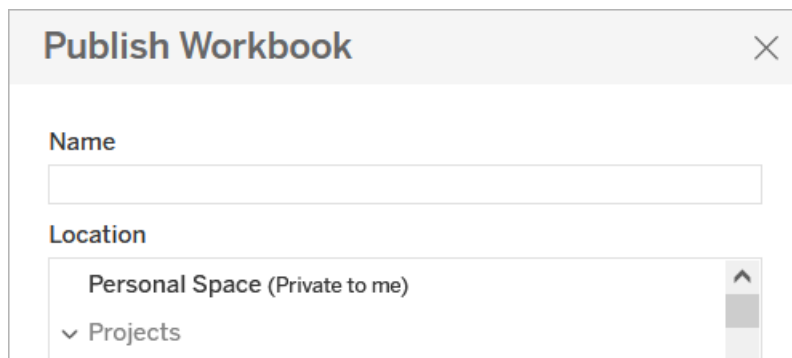 Publish Workbook
Name
Location
Personal Space (Private to me)
Projects